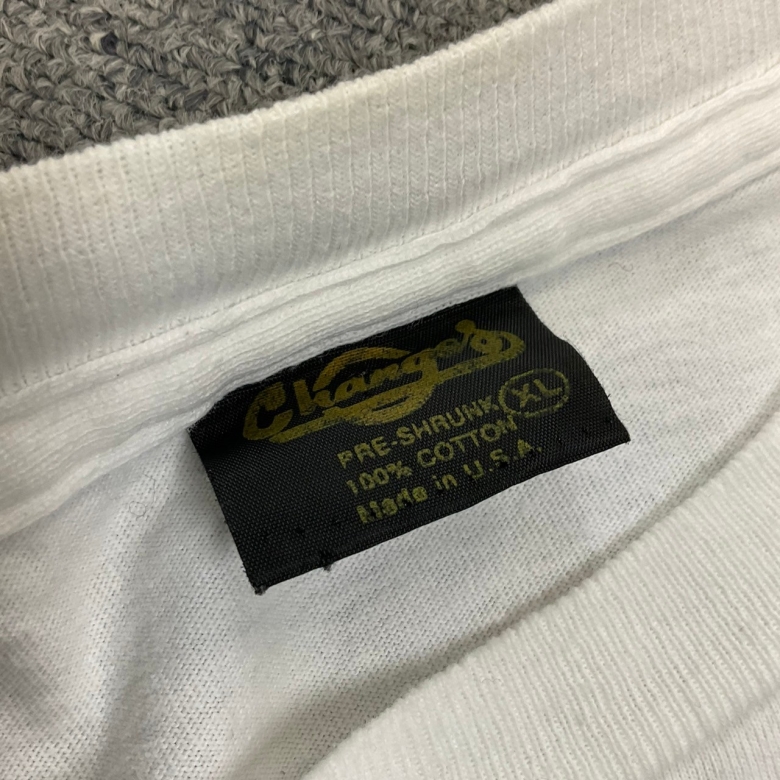 Changes
XL
PRE-SHRUNK
100% COTTON
Made in U.S.A.